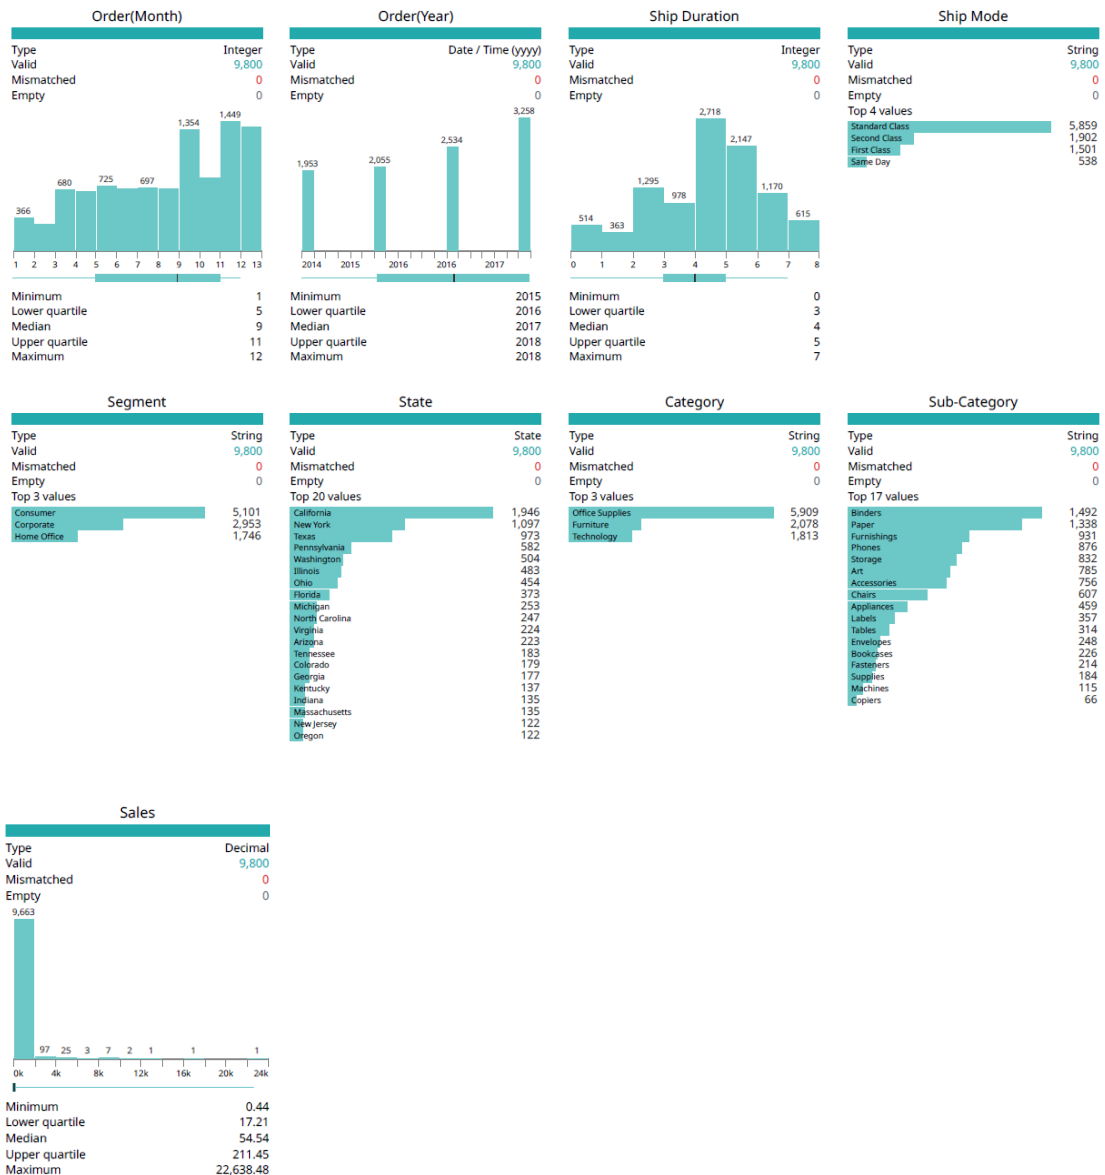 Order(Month)
Type Integer
Valid 9,800
Mismatched 0
Empty 0
366 680 725 697 1,354 1,449
1 2 3 4 5 6 7 8 9 10 11 12 13
Minimum 1
Lower quartile 5
Median 9
Upper quartile 11
Maximum 12
Order(Year)
Type Date / Time (yyyy)
Valid 9,800
Mismatched 0
Empty 0
1,953 2,055 2,534 3,258
2014 2015 2016 2016 2017
Minimum 2015
Lower quartile 2016
Median 2017
Upper quartile 2018
Maximum 2018
Ship Duration
Type Integer
Valid 9,800
Mismatched 0
Empty 0
514 363 1,295 978 2,718 2,147 1,170 615
0 1 2 3 4 5 6 7 8
Minimum 0
Lower quartile 3
Median 4
Upper quartile 5
Maximum 7
Ship Mode
Type String
Valid 9,800
Mismatched 0
Empty 0
Top 4 values
Standard Class 5,859
Second Class 1,902
First Class 1,501
Same Day 538
Segment
Type String
Valid 9,800
Mismatched 0
Empty 0
Top 3 values
Consumer 5,101
Corporate 2,953
Home Office 1,746
State
Type State
Valid 9,800
Mismatched 0
Empty 0
Top 20 values
California 1,946
New York 1,097
Texas 973
Pennsylvania 582
Washington 504
Illinois 483
Ohio 454
Florida 373
Michigan 253
North Carolina 247
Virginia 224
Arizona 223
Tennessee 183
Colorado 179
Georgia 177
Kentucky 137
Indiana 135
Massachusetts 135
New Jersey 122
Oregon 122
Category
Type String
Valid 9,800
Mismatched 0
Empty 0
Top 3 values
Office Supplies 5,909
Furniture 2,078
Technology 1,813
Sub-Category
Type String
Valid 9,800
Mismatched 0
Empty 0
Top 17 values
Binders 1,492
Paper 1,338
Furnishings 931
Phones 876
Storage 832
Art 785
Accessories 756
Chairs 607
Appliances 459
Labels 357
Tables 314
Envelopes 248
Bookcases 226
Fasteners 214
Supplies 184
Machines 115
Copiers 66
Sales
Type Decimal
Valid 9,800
Mismatched 0
Empty 0
9,663 97 25 3 7 2 1 1 1
0k 4k 8k 12k 16k 20k 24k
Minimum 0.44
Lower quartile 17.21
Median 54.54
Upper quartile 211.45
Maximum 22,638.48